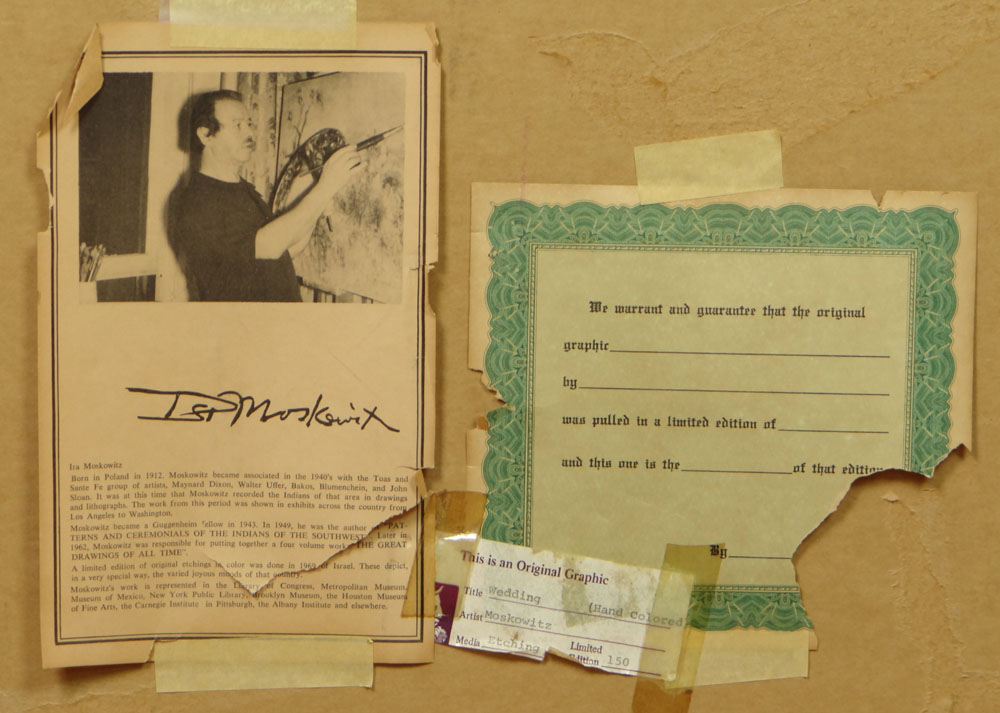 Ira Moskowitz
Ira Moskowitz
Born in Poland in 1912, Moskowitz became associated in the 1940's with the Toas and
Sante Fe group of artists, Maynard Dixon, Walter Uffer, Bakos, Blumenchein, and John
Sloan. It was at this time that Moskowitz recorded the Indians of that area in drawings
and lithographs. The work from this period was shown in exhibits across the country from
Los Angeles to Washington.
Moskowitz became a Guggenheim fellow in 1943. In 1949, he was the author of "PAT-
TERNS AND CEREMONIALS OF THE INDIANS OF THE SOUTHWEST." Later in
1962, Moskowitz was responsible for putting together a four volume work "THE GREAT
DRAWINGS OF ALL TIME".
A limited edition of original etchings in color was done in 1969 of Israel. These depict,
in a very special way, the varied joyous moods of that country.
Moskowitz's work is represented in the Library of Congress, Metropolitan Museum,
Museum of Mexico, New York Public Library, Brooklyn Museum, the Houston Museum
of Fine Arts, the Carnegie Institute in Pittsburgh, the Albany Institute and elsewhere.
We warrant and guarantee that the original
graphic
by
was pulled in a limited edition of
and this one is the of that edition
By
This is an Original Graphic
Title Wedding (Hand Colored
Artist Moskowitz
Media Etching Limited
Edition 150